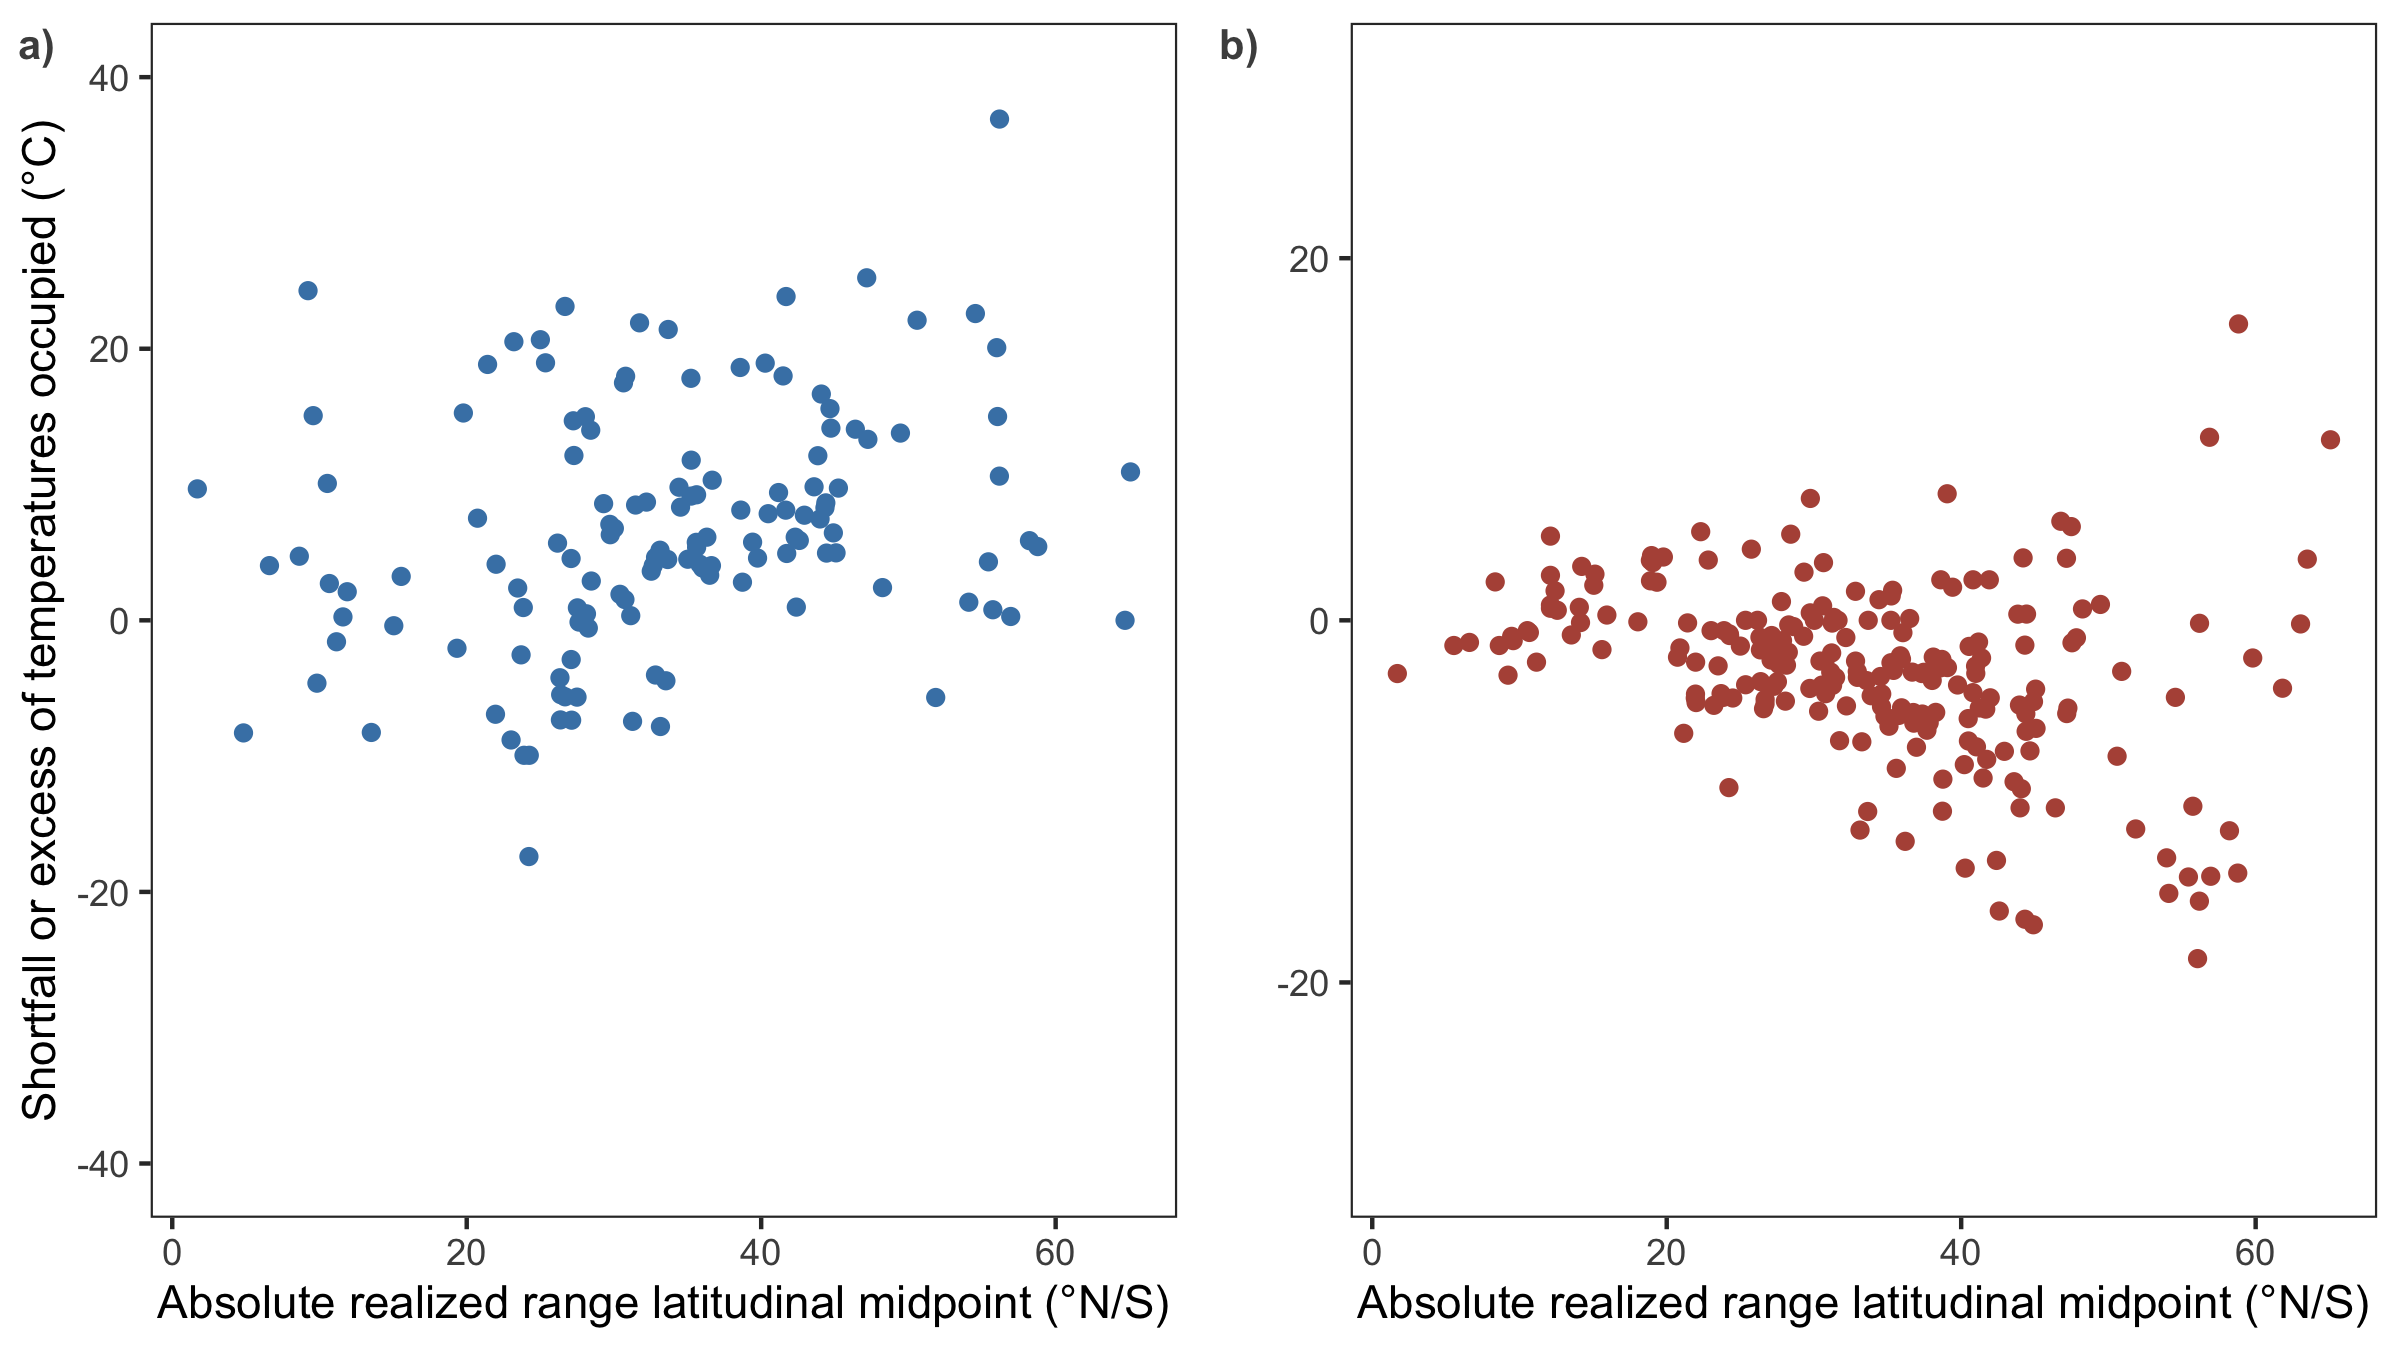 a)
Shortfall or excess of temperatures occupied (°C)
40
20
0
-20
-40
0 20 40 60
Absolute realized range latitudinal midpoint (°N/S)
b)
20
0
-20
0 20 40 60
Absolute realized range latitudinal midpoint (°N/S)